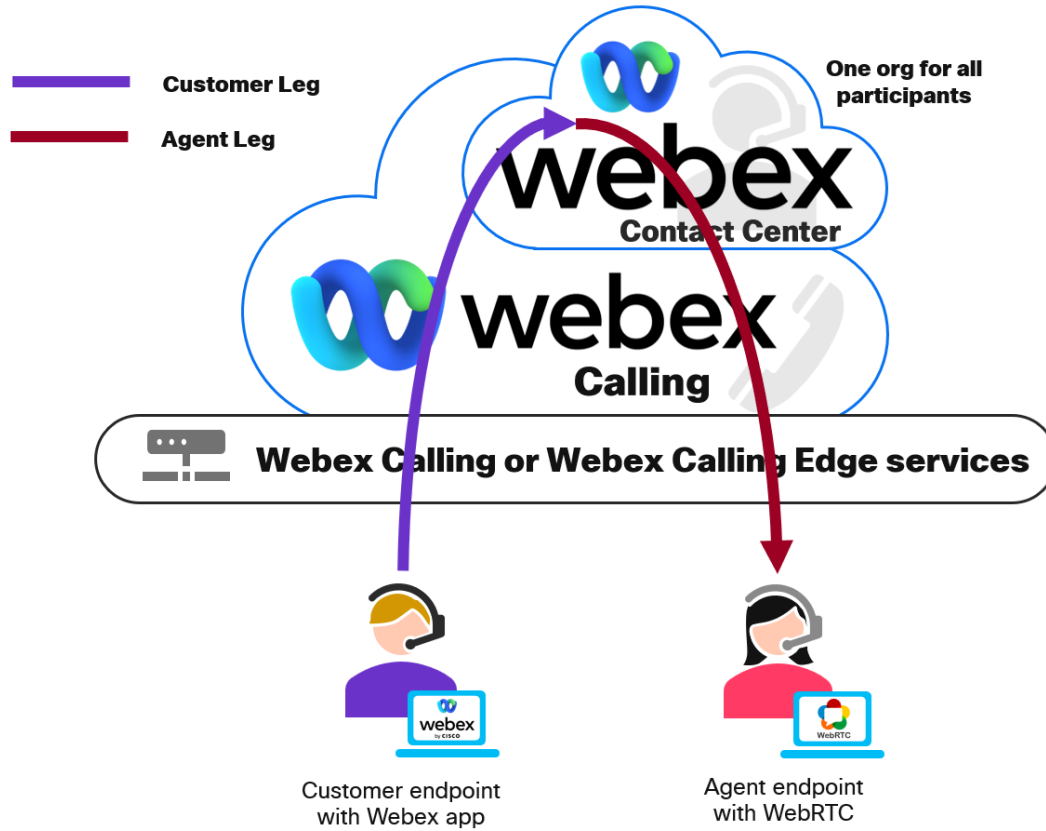 Customer Leg
Agent Leg
One org for all
participants
webex
Contact Center
webex
Calling
Webex Calling or Webex Calling Edge services
webex
by CISCO
WebRTC
Customer endpoint
with Webex app
Agent endpoint
with WebRTC